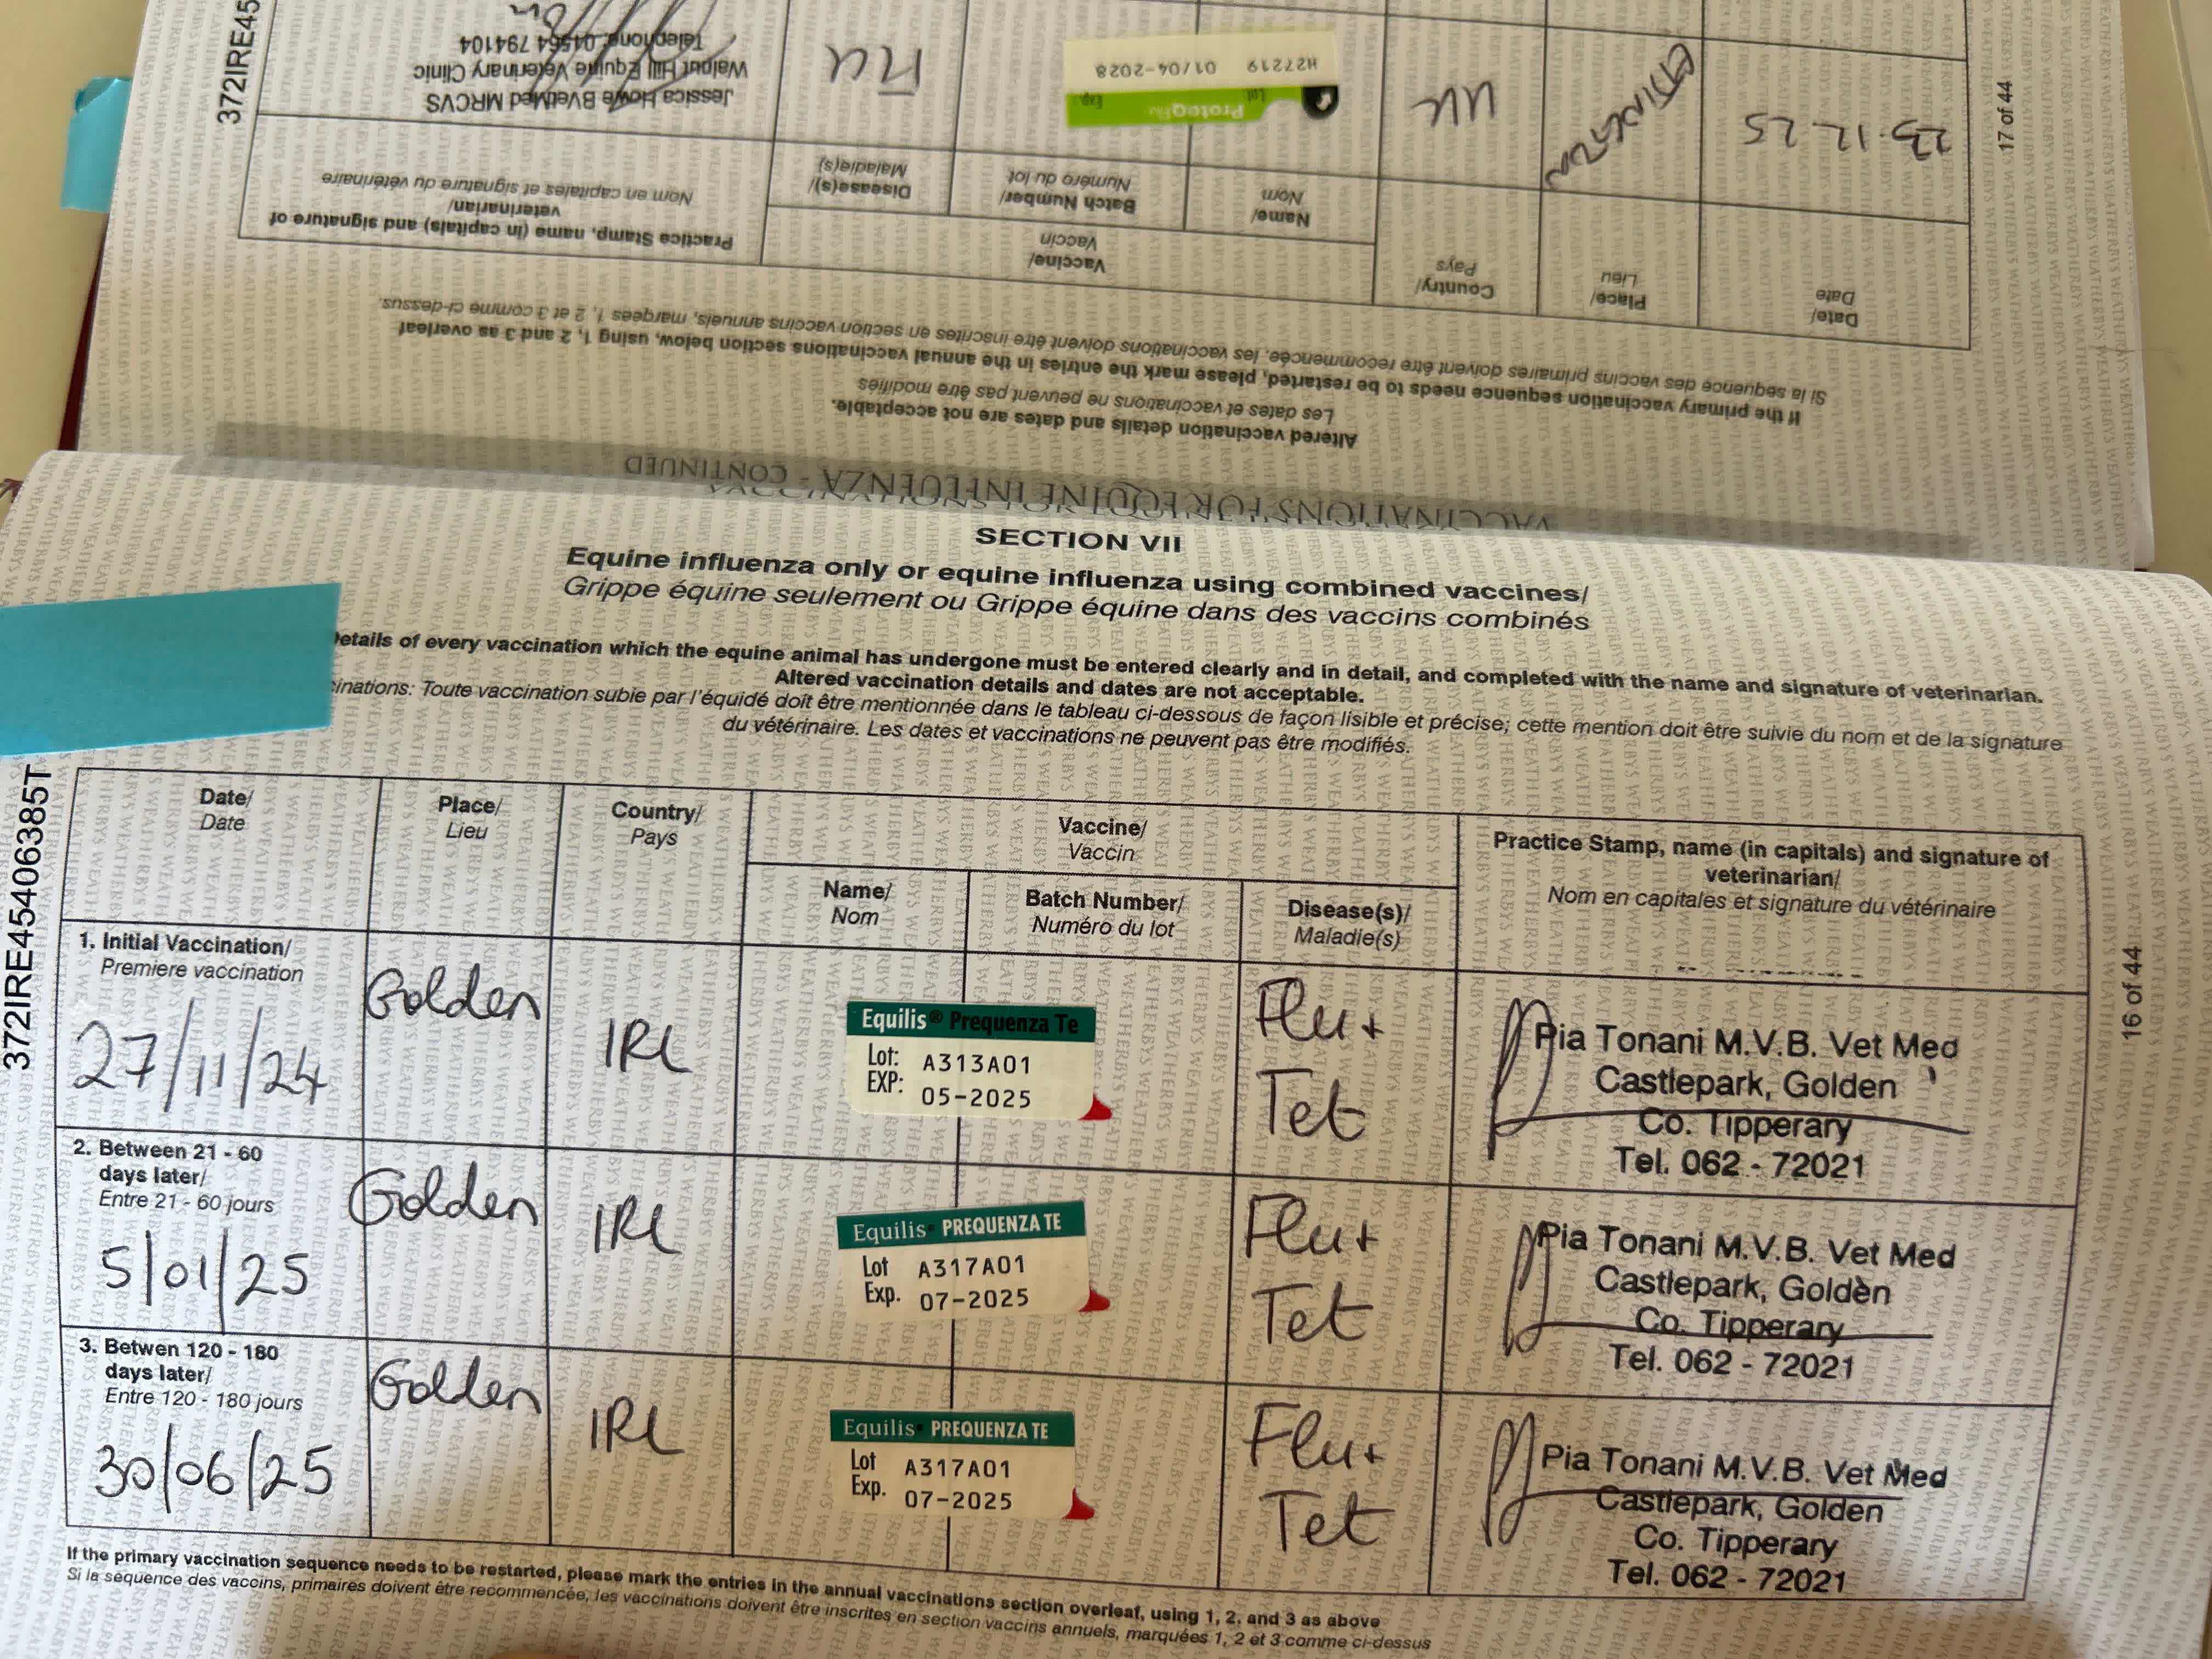 372IRE45
17 of 44
VACCINATIONS FOR EQUINE INFLUENZA - CONTINUED
Altered vaccination details and dates are not acceptable.
Les dates et vaccinations ne peuvent pas être modifiés
If the primary vaccination sequence needs to be restarted, please mark the entries in the annual vaccinations section below, using 1, 2 and 3 as overleaf
Si la séquence des vaccins primaires doivent être recommencée, les vaccinations doivent être inscrites en section vaccins annuels, marquées 1, 2 et 3 comme ci-dessus.
Date/
Date
Place/
Lieu
Country/
Pays
Vaccine/
Vaccin
Name/
Nom
Batch Number/
Numéro du lot
Disease(s)/
Maladie(s)
Practice Stamp, name (in capitals) and signature of
veterinarian/
Nom en capitales et signature du vétérinaire
23.12.25
UK
ProteqFlu
Lot
Exp.
H27219 01/04-2028
Flu
Jessica Howe BVetMed MRCVS
Walnut Hill Equine Veterinary Clinic
Telephone: 01564 794104
SECTION VII
Equine influenza only or equine influenza using combined vaccines/
Grippe équine seulement ou Grippe équine dans des vaccins combinés
Details of every vaccination which the equine animal has undergone must be entered clearly and in detail, and completed with the name and signature of veterinarian.
Altered vaccination details and dates are not acceptable.
cinations: Toute vaccination subie par l'équidé doit être mentionnée dans le tableau ci-dessous de façon lisible et précise; cette mention doit être suivie du nom et de la signature
du vétérinaire. Les dates et vaccinations ne peuvent pas être modifiés.
372IRE45406385T
16 of 44
Date/
Date
Place/
Lieu
Country/
Pays
Vaccine/
Vaccin
Name/
Nom
Batch Number/
Numéro du lot
Disease(s)/
Maladie(s)
Practice Stamp, name (in capitals) and signature of
veterinarian/
Nom en capitales et signature du vétérinaire
1. Initial Vaccination/
Premiere vaccination
27/11/24
Golden
IRL
Equilis® Prequenza Te
Lot: A313A01
EXP: 05-2025
Flu+
Tet
Pia Tonani M.V.B. Vet Med
Castlepark, Golden
Co. Tipperary
Tel. 062 - 72021
2. Between 21 - 60
days later/
Entre 21 - 60 jours
5/01/25
Golden
IRL
Equilis® PREQUENZA TE
Lot A317A01
Exp. 07-2025
Flu+
Tet
Pia Tonani M.V.B. Vet Med
Castlepark, Golden
Co. Tipperary
Tel. 062 - 72021
3. Betwen 120 - 180
days later/
Entre 120 - 180 jours
30/06/25
Golden
IRL
Equilis® PREQUENZA TE
Lot A317A01
Exp. 07-2025
Flu+
Tet
Pia Tonani M.V.B. Vet Med
Castlepark, Golden
Co. Tipperary
Tel. 062 - 72021
If the primary vaccination sequence needs to be restarted, please mark the entries in the annual vaccinations section overleaf, using 1, 2, and 3 as above
Si la séquence des vaccins, primaires doivent être recommencée, les vaccinations doivent être inscrites en section vaccins annuels, marquées 1, 2 et 3 comme ci-dessus